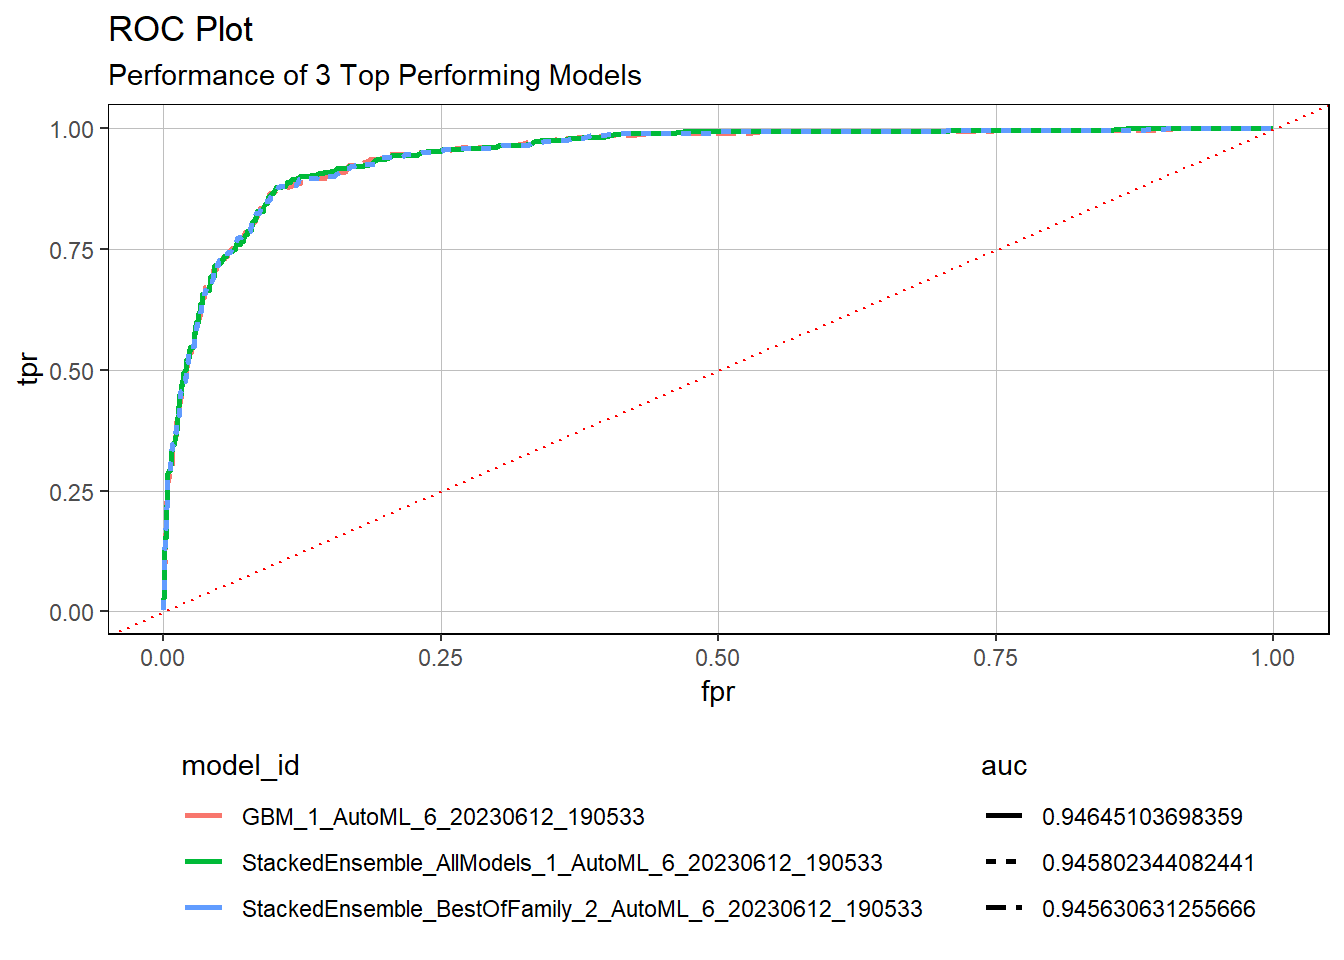 ROC Plot
Performance of 3 Top Performing Models
1.00
0.75
0.50
0.25
0.00
tpr
0.00 0.25 0.50 0.75 1.00
fpr
model_id
GBM_1_AutoML_6_20230612_190533
StackedEnsemble_AllModels_1_AutoML_6_20230612_190533
StackedEnsemble_BestOfFamily_2_AutoML_6_20230612_190533
auc
0.94645103698359
0.945802344082441
0.945630631255666